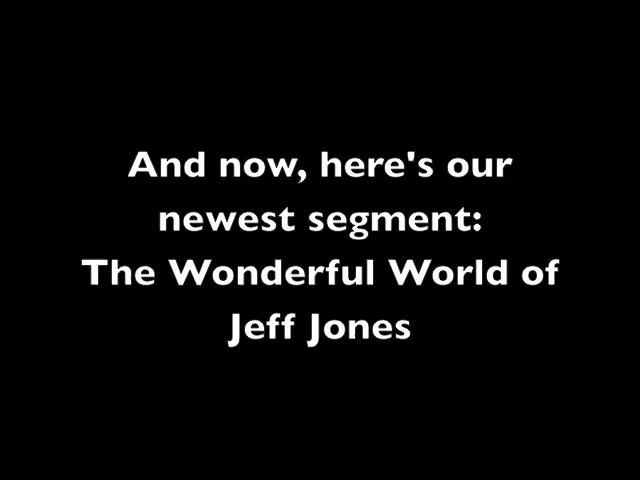 And now, here's our
newest segment:
The Wonderful World of
Jeff Jones